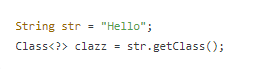 String str = "Hello";
Class<?> clazz = str.getClass();